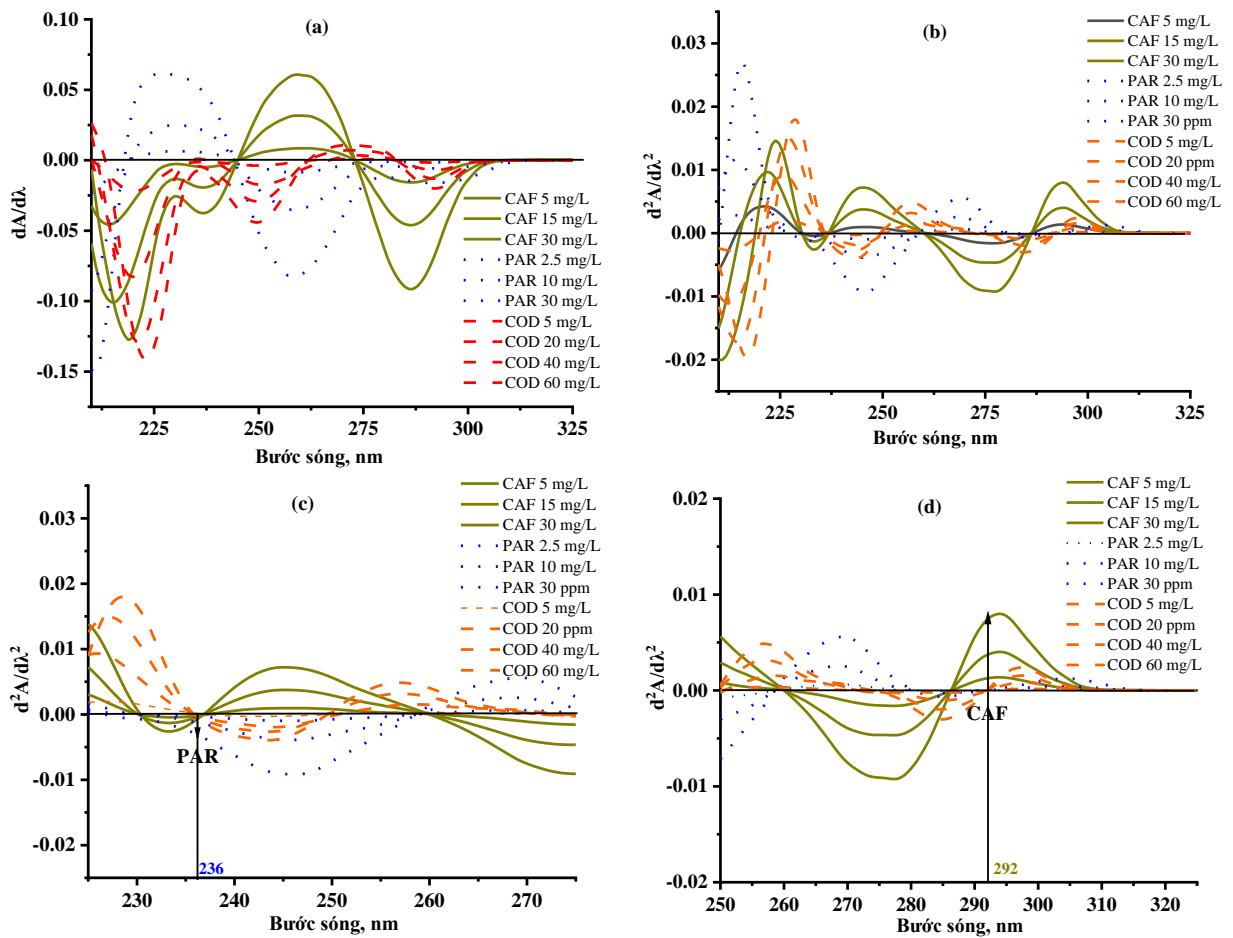 (a)
0.10
0.05
0.00
-0.05
-0.10
-0.15
dA/dλ
CAF 5 mg/L
CAF 15 mg/L
CAF 30 mg/L
PAR 2.5 mg/L
PAR 10 mg/L
PAR 30 mg/L
COD 5 mg/L
COD 20 mg/L
COD 40 mg/L
COD 60 mg/L
225 250 275 300 325
Bước sóng, nm
(b)
0.03
0.02
0.01
0.00
-0.01
-0.02
d²A/dλ²
CAF 5 mg/L
CAF 15 mg/L
CAF 30 mg/L
PAR 2.5 mg/L
PAR 10 mg/L
PAR 30 ppm
COD 5 mg/L
COD 20 ppm
COD 40 mg/L
COD 60 mg/L
225 250 275 300 325
Bước sóng, nm
(c)
0.03
0.02
0.01
0.00
-0.01
-0.02
d²A/dλ²
CAF 5 mg/L
CAF 15 mg/L
CAF 30 mg/L
PAR 2.5 mg/L
PAR 10 mg/L
PAR 30 ppm
COD 5 mg/L
COD 20 ppm
COD 40 mg/L
COD 60 mg/L
PAR
236
230 240 250 260 270
Bước sóng, nm
(d)
0.02
0.01
0.00
-0.01
-0.02
d²A/dλ²
CAF 5 mg/L
CAF 15 mg/L
CAF 30 mg/L
PAR 2.5 mg/L
PAR 10 mg/L
PAR 30 ppm
COD 5 mg/L
COD 20 ppm
COD 40 mg/L
COD 60 mg/L
CAF
292
250 260 270 280 290 300 310 320
Bước sóng, nm